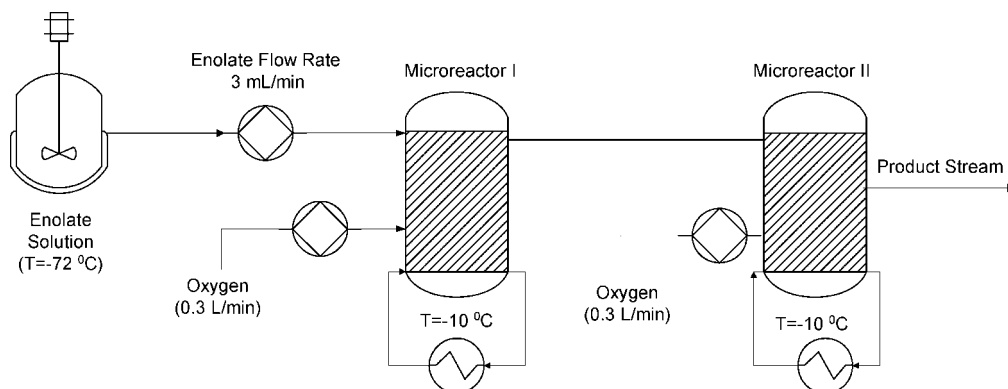 Enolate Flow Rate
3 mL/min
Microreactor I
Microreactor II
Product Stream
Enolate
Solution
(T=-72 ⁰C)
Oxygen
(0.3 L/min)
T=-10 ⁰C
Oxygen
(0.3 L/min)
T=-10 ⁰C